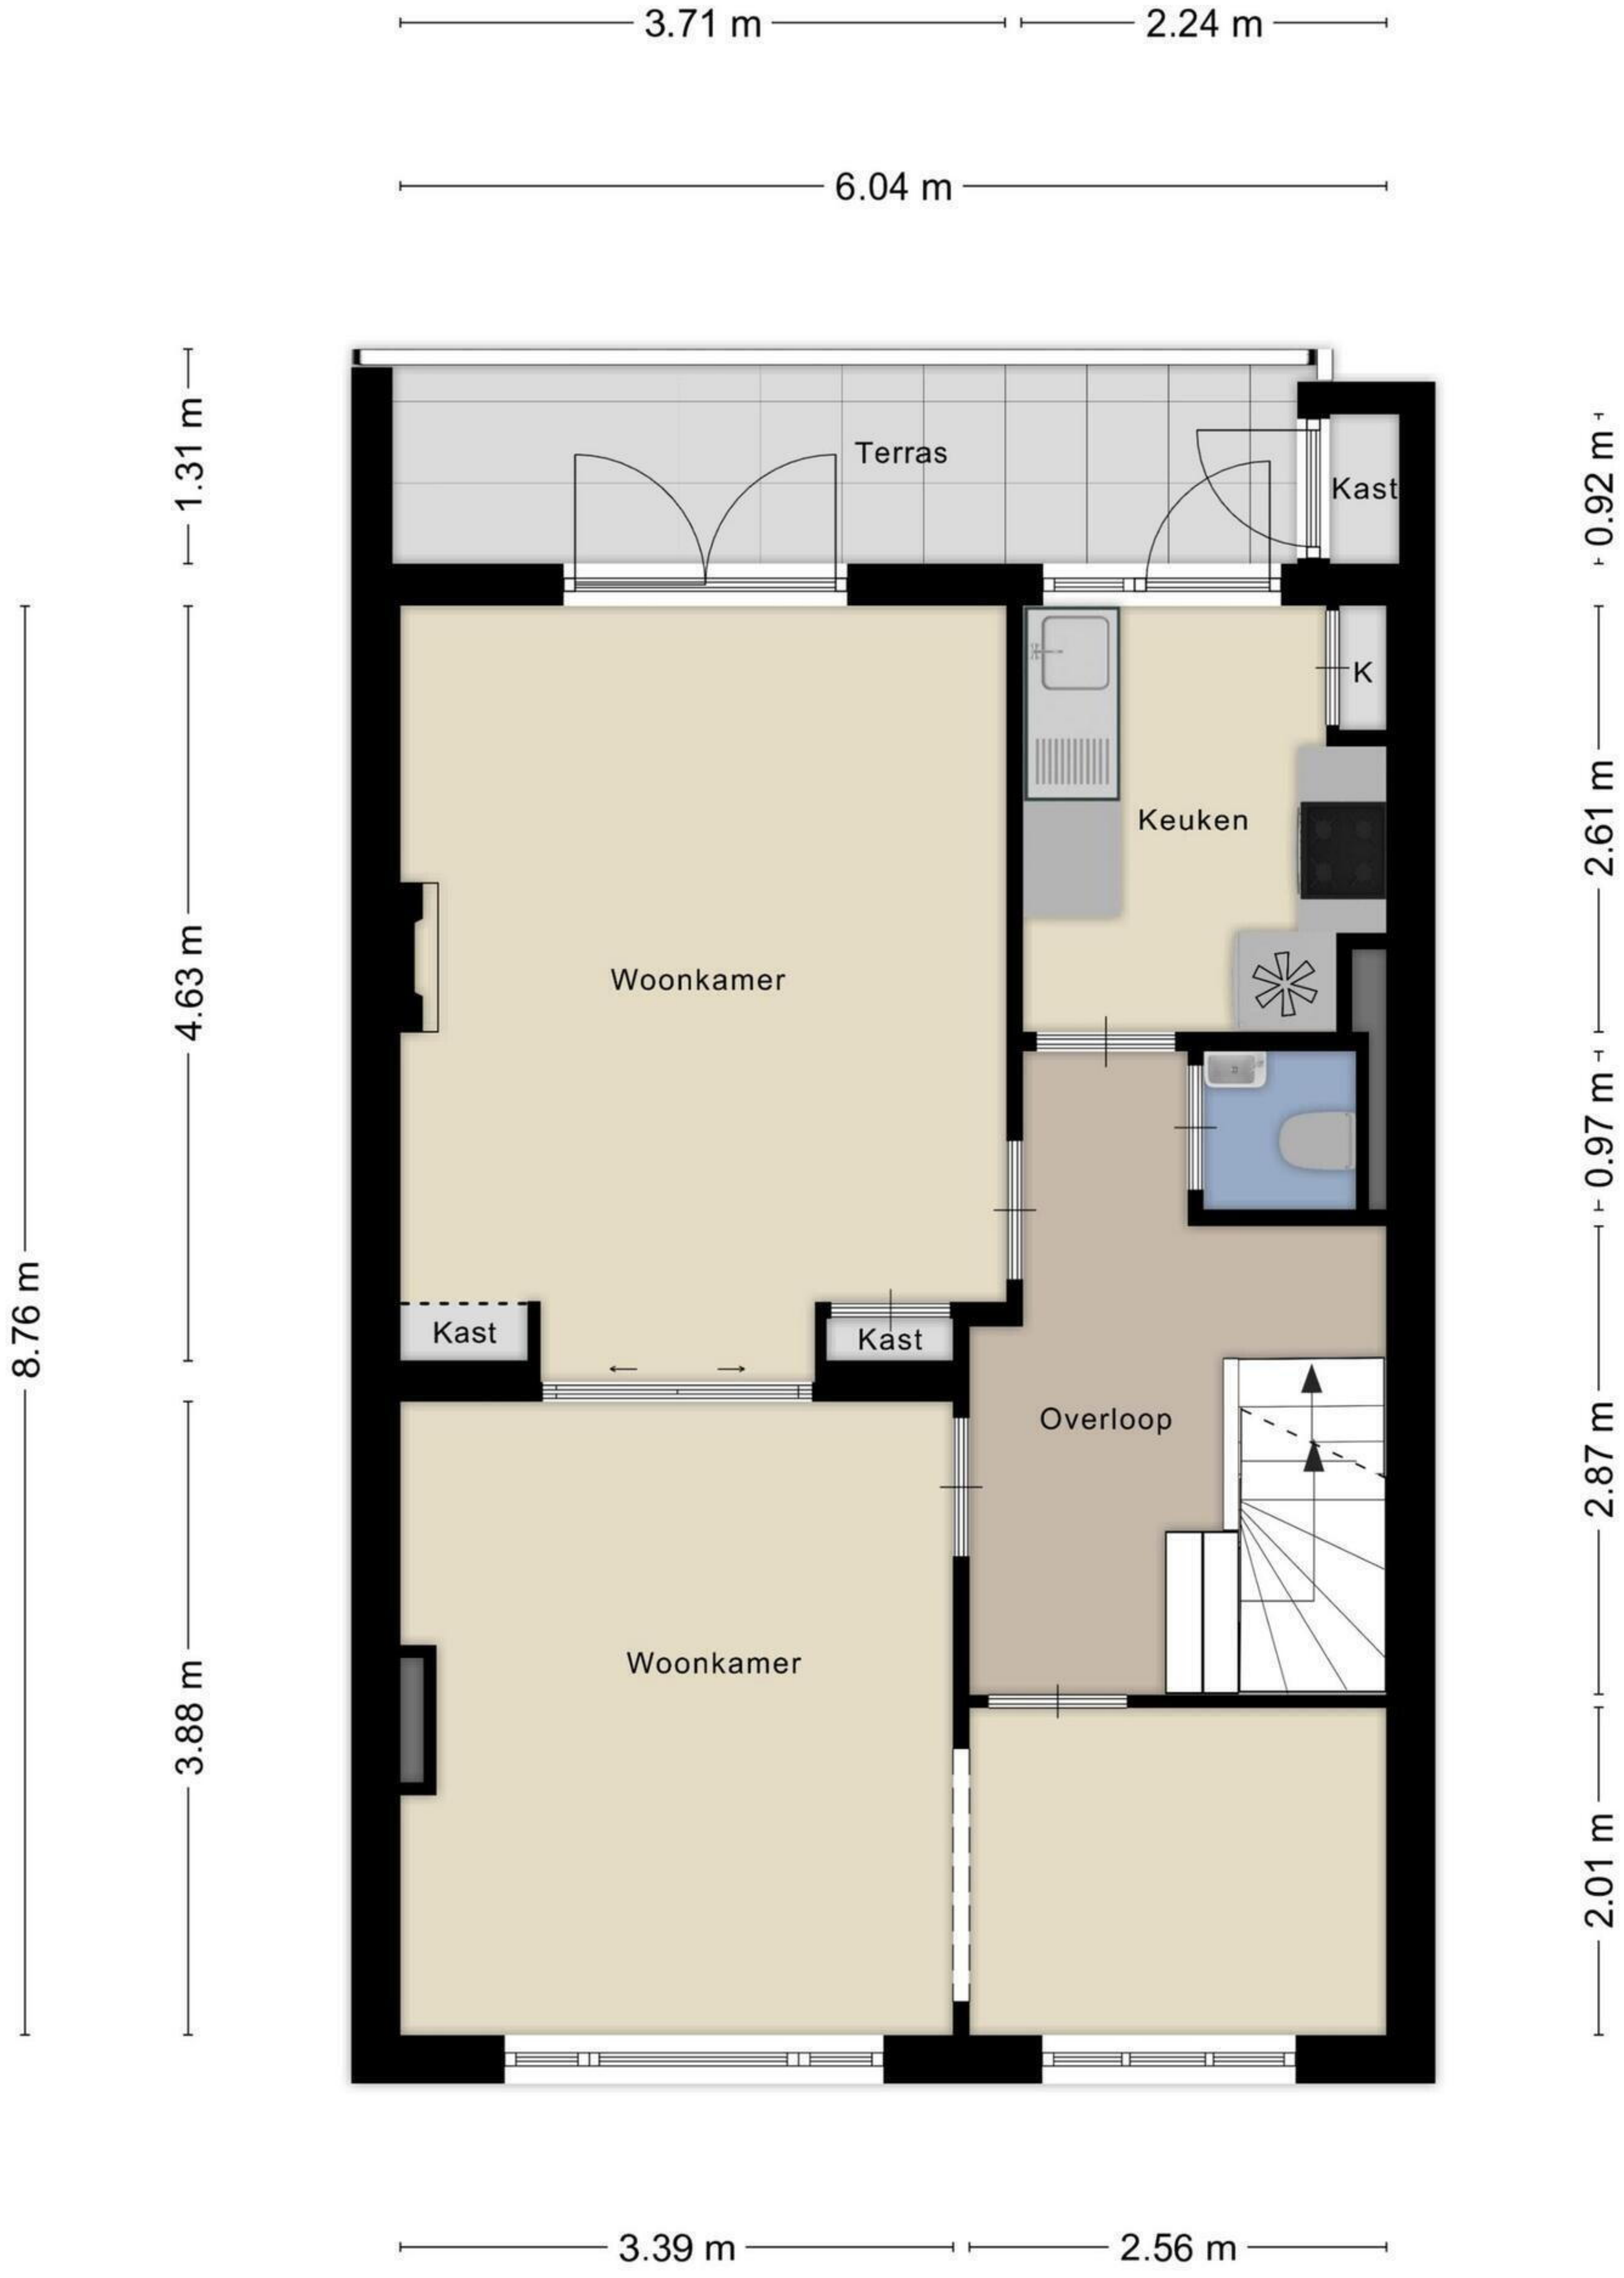 3.71 m
2.24 m
6.04 m
1.31 m
0.92 m
Terras
Kast
K
Keuken
2.61 m
4.63 m
Woonkamer
0.97 m
8.76 m
Kast
Kast
Overloop
2.87 m
Woonkamer
3.88 m
2.01 m
3.39 m
2.56 m